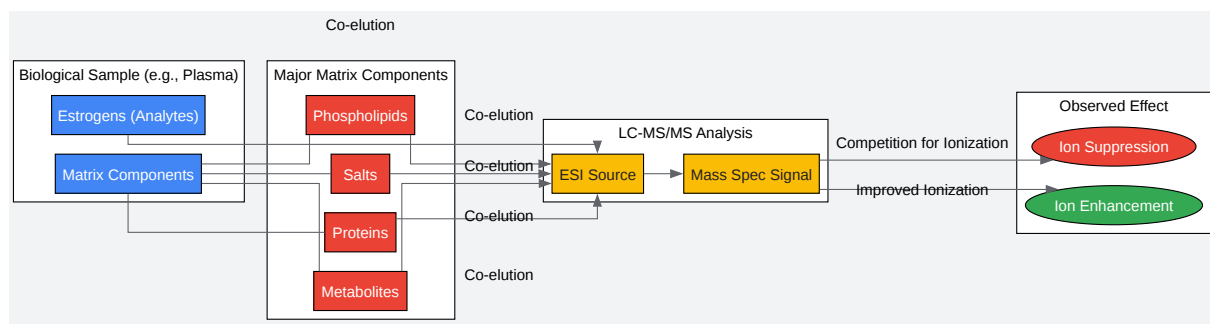 Co-elution
Biological Sample (e.g., Plasma)
Estrogens (Analytes)
Matrix Components
Major Matrix Components
Phospholipids
Salts
Proteins
Metabolites
Co-elution
Co-elution
Co-elution
Co-elution
LC-MS/MS Analysis
ESI Source
Mass Spec Signal
Competition for Ionization
Improved Ionization
Observed Effect
Ion Suppression
Ion Enhancement